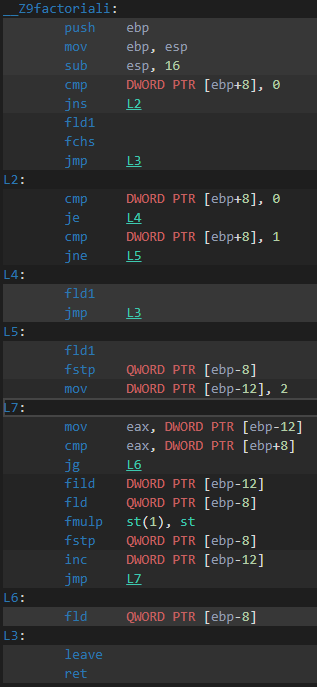 __Z9factoriali:
push ebp
mov ebp, esp
sub esp, 16
cmp DWORD PTR [ebp+8], 0
jns L2
fld1
fchs
jmp L3
L2:
cmp DWORD PTR [ebp+8], 0
je L4
cmp DWORD PTR [ebp+8], 1
jne L5
L4:
fld1
jmp L3
L5:
fld1
fstp QWORD PTR [ebp-8]
mov DWORD PTR [ebp-12], 2
L7:
mov eax, DWORD PTR [ebp-12]
cmp eax, DWORD PTR [ebp+8]
jg L6
fild DWORD PTR [ebp-12]
fld QWORD PTR [ebp-8]
fmulp st(1), st
fstp QWORD PTR [ebp-8]
inc DWORD PTR [ebp-12]
jmp L7
L6:
fld QWORD PTR [ebp-8]
L3:
leave
ret